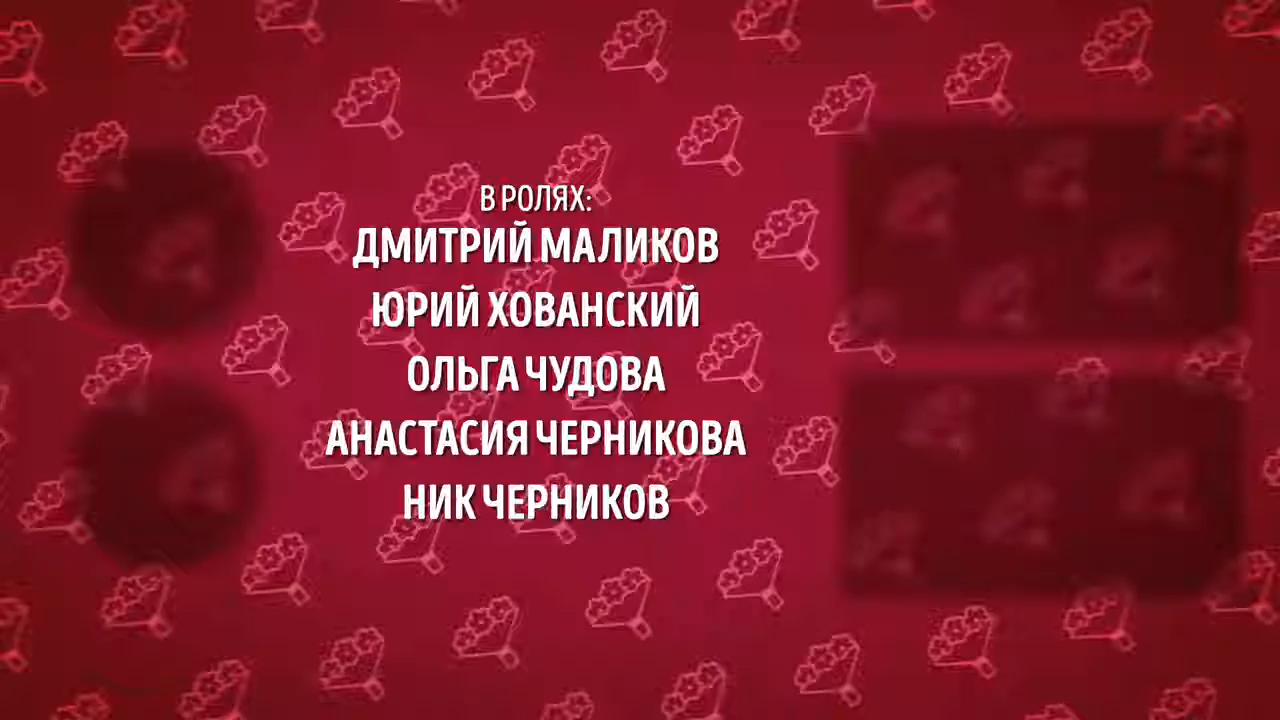 В РОЛЯХ:
ДМИТРИЙ МАЛИКОВ
ЮРИЙ ХОВАНСКИЙ
ОЛЬГА ЧУДОВА
АНАСТАСИЯ ЧЕРНИКОВА
НИК ЧЕРНИКОВ